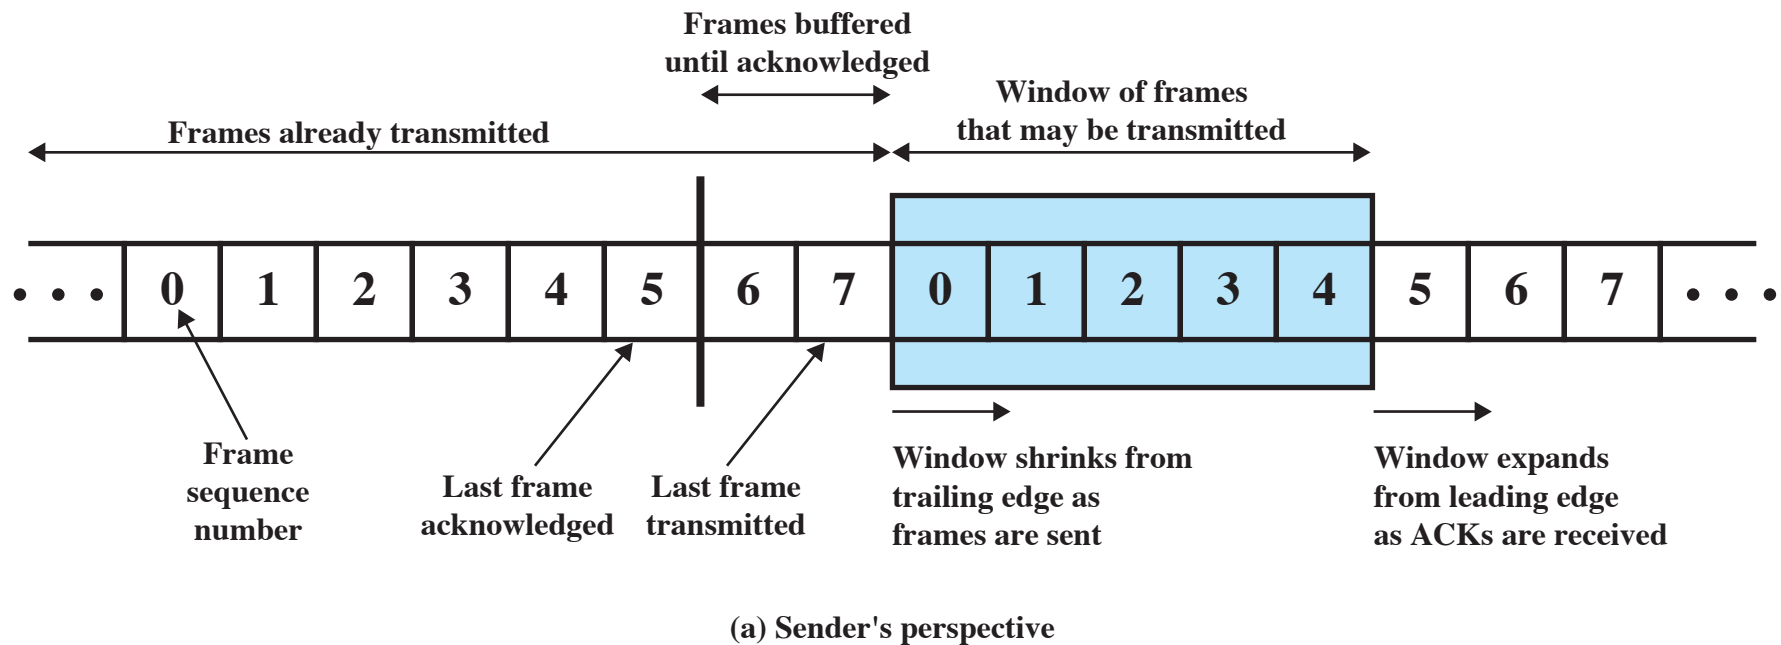 Frames buffered
until acknowledged
Window of frames
that may be transmitted
Frames already transmitted
• • • 0 1 2 3 4 5 6 7 0 1 2 3 4 5 6 7 • • •
Frame
sequence
number
Last frame
acknowledged
Last frame
transmitted
Window shrinks from
trailing edge as
frames are sent
Window expands
from leading edge
as ACKs are received
(a) Sender's perspective